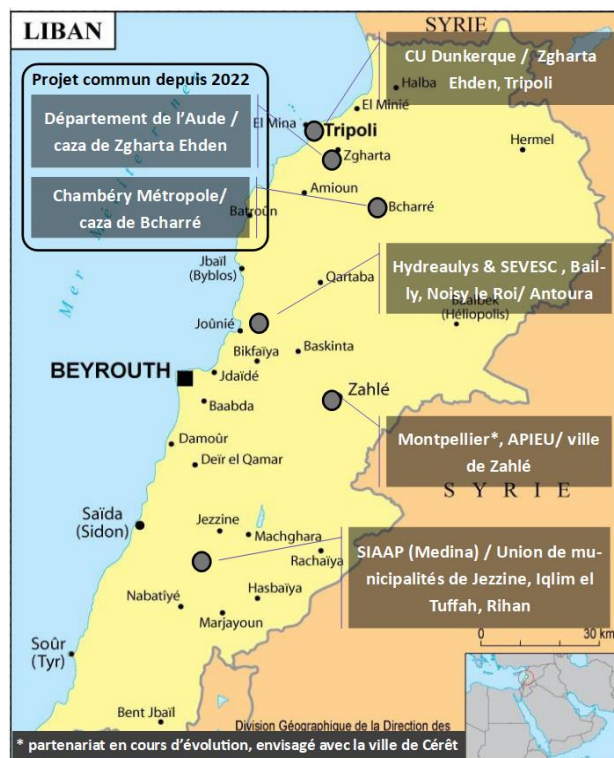 LIBAN
SYRIE
Projet commun depuis 2022
CU Dunkerque / Zgharta
Ehden, Tripoli
Halba
Département de l'Aude /
caza de Zgharta Ehden
El Minié
El Mina
Tripoli
Zgharta
Hermel
Chambéry Métropole/
caza de Bcharré
Amioun
Bcharré
Batroûn
Mer Méditerranée
Jbaïl
(Byblos)
Qartaba
Hydreaulys & SEVESC , Bail-
ly, Noisy le Roi/ Antoura
Baalbek
(Héliopolis)
Joûnié
Bikfaïya
Baskinta
BEYROUTH
Jdaïdé
Baabda
Zahlé
Montpellier*, APIEU/ ville
de Zahlé
Damoûr
Deïr el Qamar
SYRIE
Saïda
(Sidon)
Jezzine
Machghara
Rachaïya
SIAAP (Medina) / Union de mu-
nicipalités de Jezzine, Iqlim el
Tuffah, Rihan
Nabatîyé
Hasbaïya
Marjayoun
Soûr
(Tyr)
0 30 km
Bent Jbaïl
Division Géographique de la Direction des
* partenariat en cours d'évolution, envisagé avec la ville de Cérêt